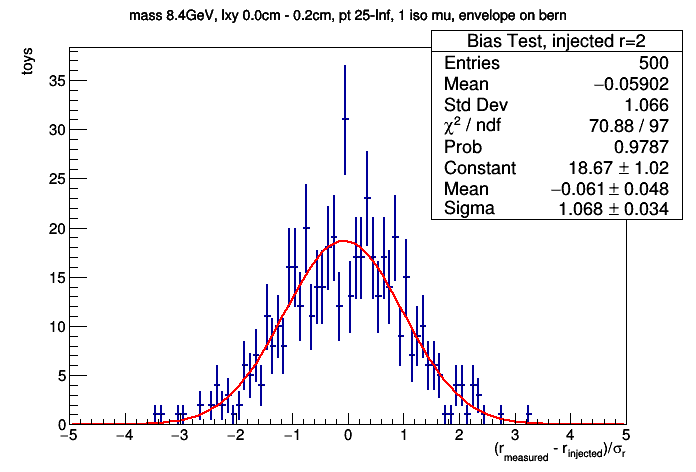 mass 8.4GeV, lxy 0.0cm - 0.2cm, pt 25-Inf, 1 iso mu, envelope on bern
Bias Test, injected r=2
Entries 500
Mean −0.05902
Std Dev 1.066
χ² / ndf 70.88 / 97
Prob 0.9787
Constant 18.67 ± 1.02
Mean −0.061 ± 0.048
Sigma 1.068 ± 0.034
toys
35
30
25
20
15
10
5
0
−5 −4 −3 −2 −1 0 1 2 3 4 5
(r_measured - r_injected)/σ_r